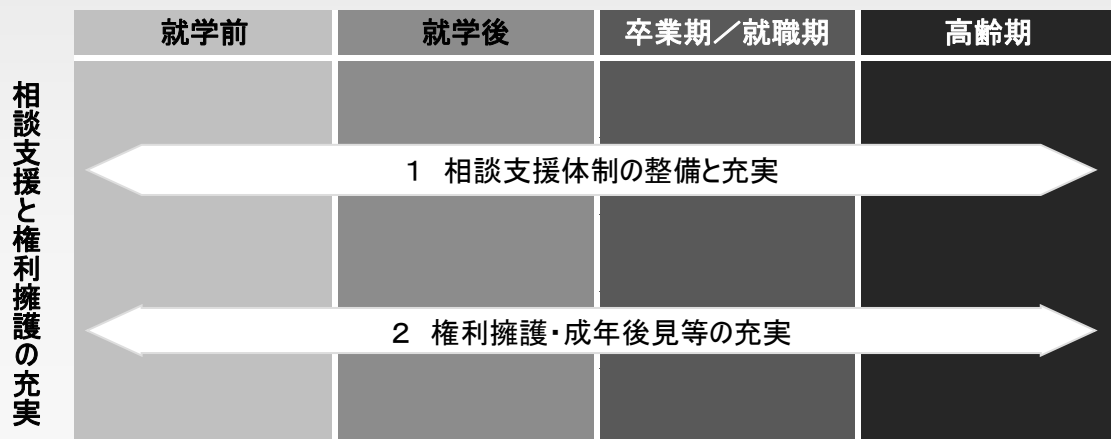 就学前
就学後
卒業期／就職期
高齢期
相談支援と権利擁護の充実
１　相談支援体制の整備と充実
２　権利擁護・成年後見等の充実